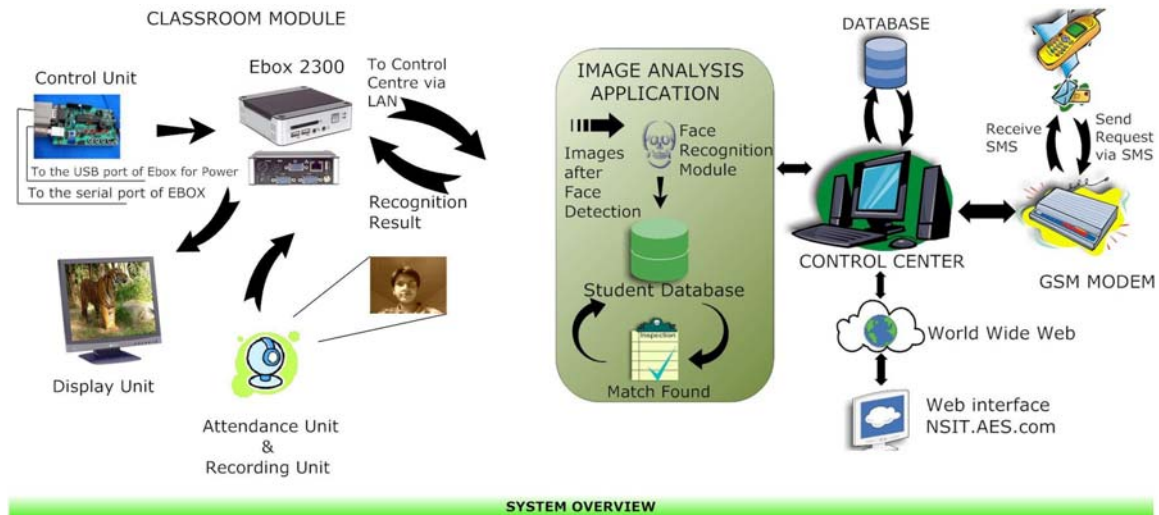 CLASSROOM MODULE
Control Unit
Ebox 2300
To Control
Centre via
LAN
To the USB port of Ebox for Power
To the serial port of EBOX
Recognition
Result
Display Unit
Attendance Unit
&
Recording Unit
IMAGE ANALYSIS
APPLICATION
Images
after
Face
Detection
Face
Recognition
Module
Student Database
Inspection
Match Found
DATABASE
CONTROL CENTER
Receive
SMS
Send
Request
via SMS
GSM MODEM
World Wide Web
Web interface
NSIT.AES.com
SYSTEM OVERVIEW